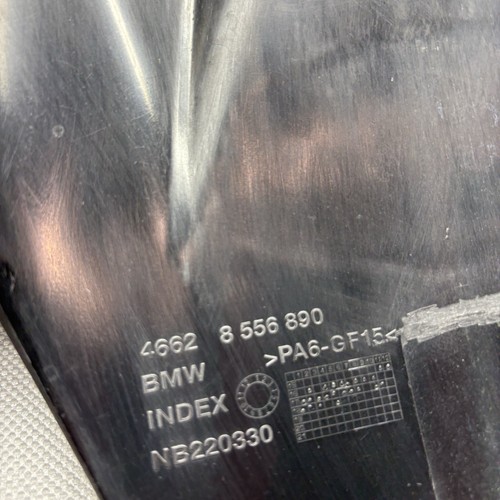 4662 8 556 890
BMW >PA6-GF15<
INDEX
NB220330